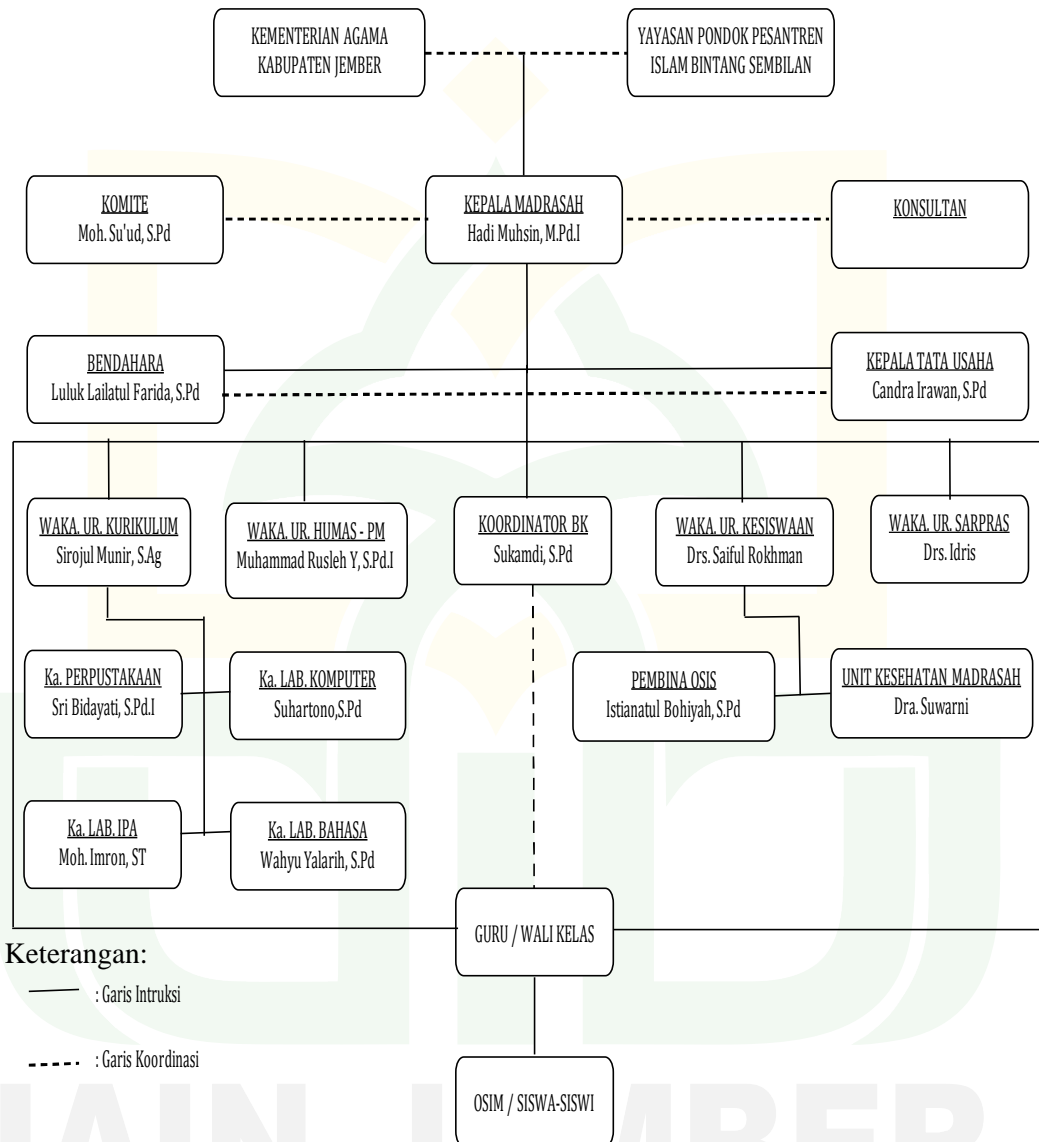 KEMENTERIAN AGAMA
KABUPATEN JEMBER
YAYASAN PONDOK PESANTREN
ISLAM BINTANG SEMBILAN
KOMITE
Moh. Su'ud, S.Pd
KEPALA MADRASAH
Hadi Muhsin, M.Pd.I
KONSULTAN
BENDAHARA
Luluk Lailatul Farida, S.Pd
KEPALA TATA USAHA
Candra Irawan, S.Pd
WAKA. UR. KURIKULUM
Sirojul Munir, S.Ag
WAKA. UR. HUMAS - PM
Muhammad Rusleh Y, S.Pd.I
KOORDINATOR BK
Sukamdi, S.Pd
WAKA. UR. KESISWAAN
Drs. Saiful Rokhman
WAKA. UR. SARPRAS
Drs. Idris
Ka. PERPUSTAKAAN
Sri Bidayati, S.Pd.I
Ka. LAB. KOMPUTER
Suhartono,S.Pd
PEMBINA OSIS
Istianatul Bohiyah, S.Pd
UNIT KESEHATAN MADRASAH
Dra. Suwarni
Ka. LAB. IPA
Moh. Imron, ST
Ka. LAB. BAHASA
Wahyu Yalarih, S.Pd
GURU / WALI KELAS
Keterangan:
: Garis Intruksi
: Garis Koordinasi
OSIM / SISWA-SISWI
IAIN JEMBER